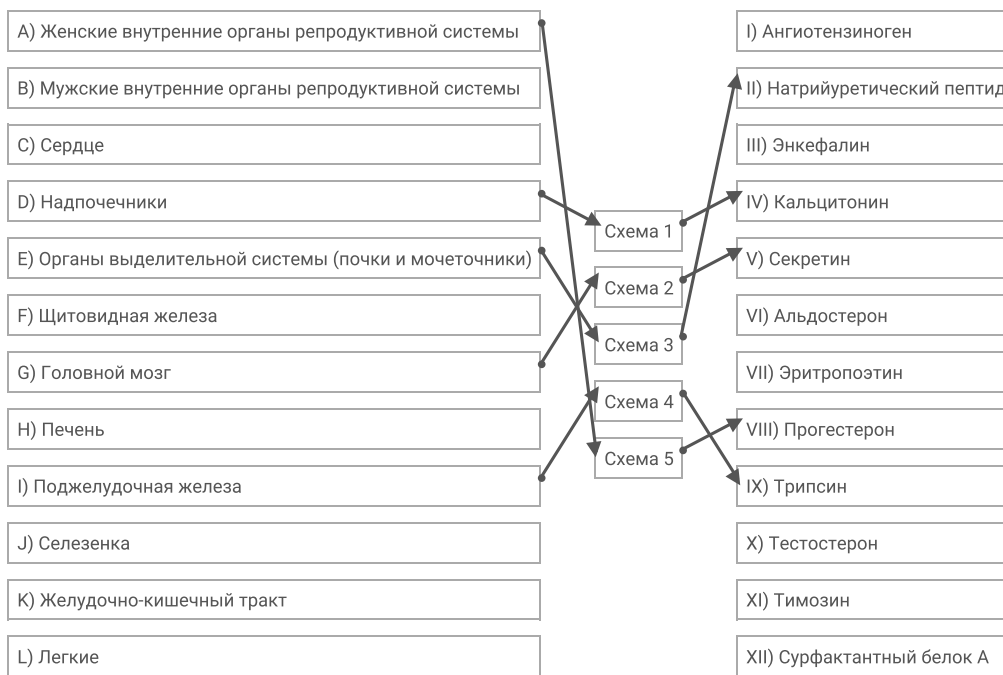 A) Женские внутренние органы репродуктивной системы
B) Мужские внутренние органы репродуктивной системы
C) Сердце
D) Надпочечники
E) Органы выделительной системы (почки и мочеточники)
F) Щитовидная железа
G) Головной мозг
H) Печень
I) Поджелудочная железа
J) Селезенка
K) Желудочно-кишечный тракт
L) Легкие
Схема 1
Схема 2
Схема 3
Схема 4
Схема 5
I) Ангиотензиноген
II) Натрийуретический пептид
III) Энкефалин
IV) Кальцитонин
V) Секретин
VI) Альдостерон
VII) Эритропоэтин
VIII) Прогестерон
IX) Трипсин
X) Тестостерон
XI) Тимозин
XII) Сурфактантный белок А